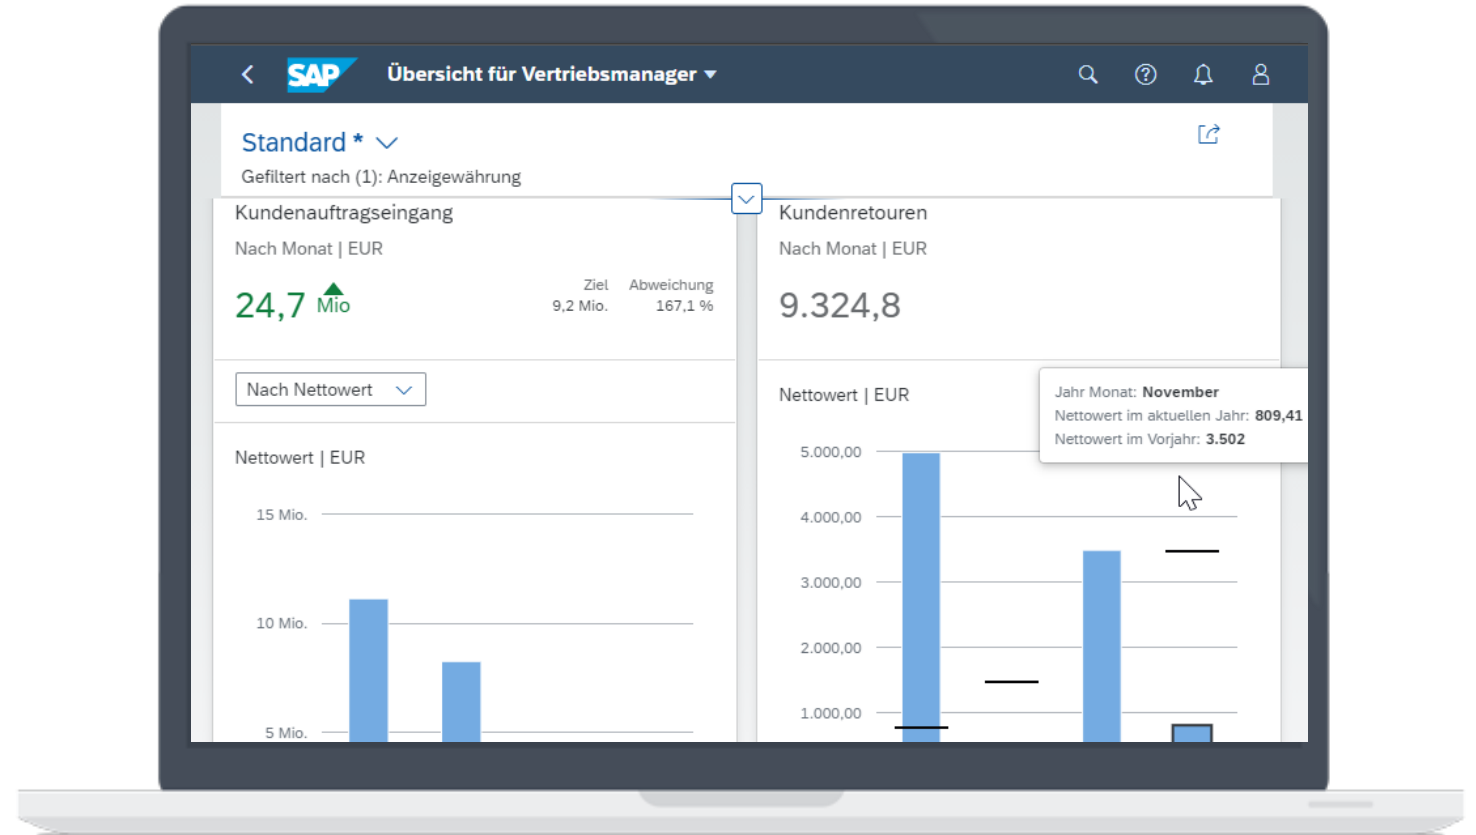 SAP Übersicht für Vertriebsmanager
Standard *
Gefiltert nach (1): Anzeigewährung
Kundenauftragseingang
Nach Monat | EUR
24,7 Mio
Ziel Abweichung
9,2 Mio. 167,1 %
Nach Nettowert
Nettowert | EUR
15 Mio.
10 Mio.
5 Mio.
Kundenretouren
Nach Monat | EUR
9.324,8
Nettowert | EUR
Jahr Monat: November
Nettowert im aktuellen Jahr: 809,41
Nettowert im Vorjahr: 3.502
5.000,00
4.000,00
3.000,00
2.000,00
1.000,00